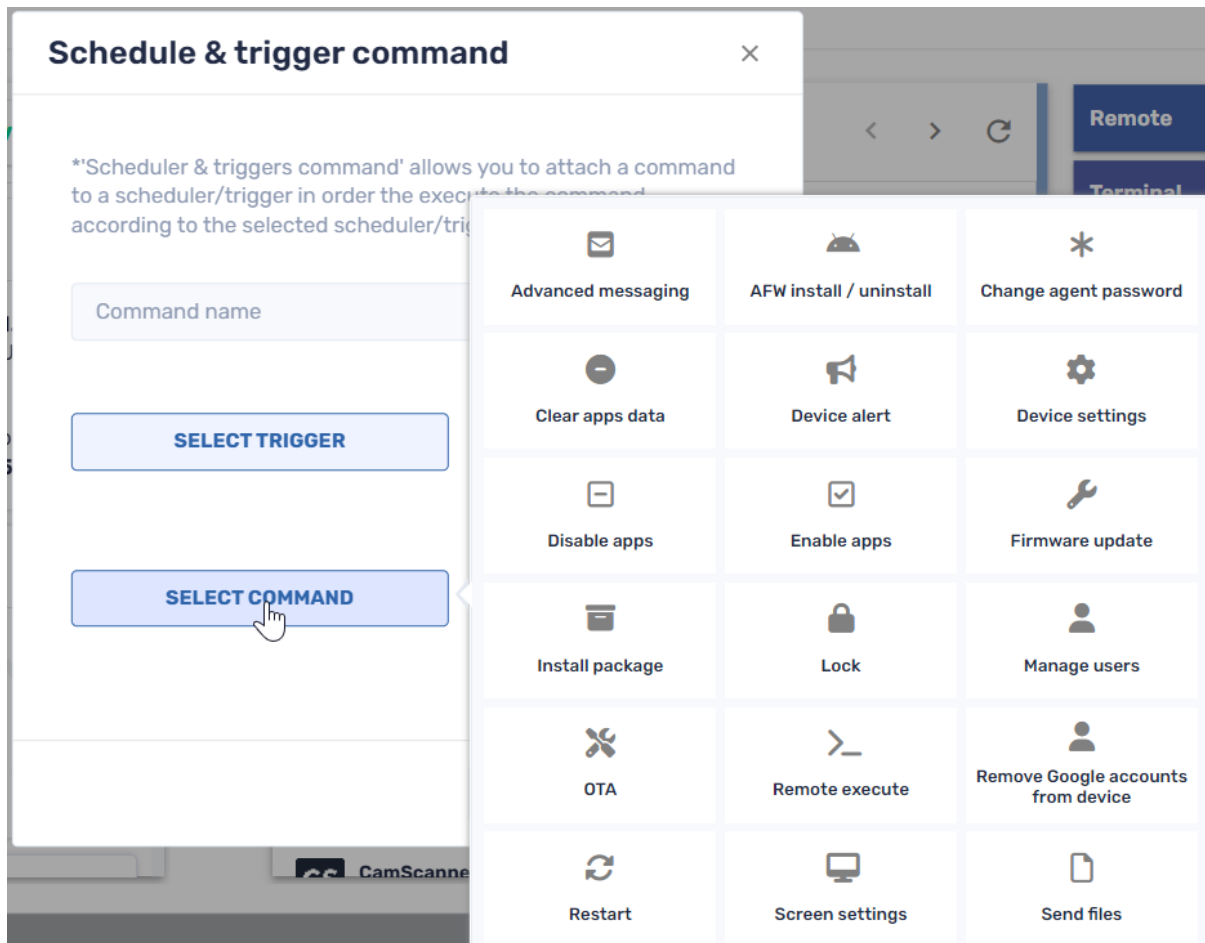 Schedule & trigger command
Remote
Terminal
*'Scheduler & triggers command' allows you to attach a command
to a scheduler/trigger in order the execute the command
according to the selected
Command name
SELECT TRIGGER
SELECT COMMAND
Advanced messaging
AFW install / uninstall
Change agent password
Clear apps data
Device alert
Device settings
Disable apps
Enable apps
Firmware update
Install package
Lock
Manage users
OTA
Remote execute
Remove Google accounts
from device
Restart
Screen settings
Send files